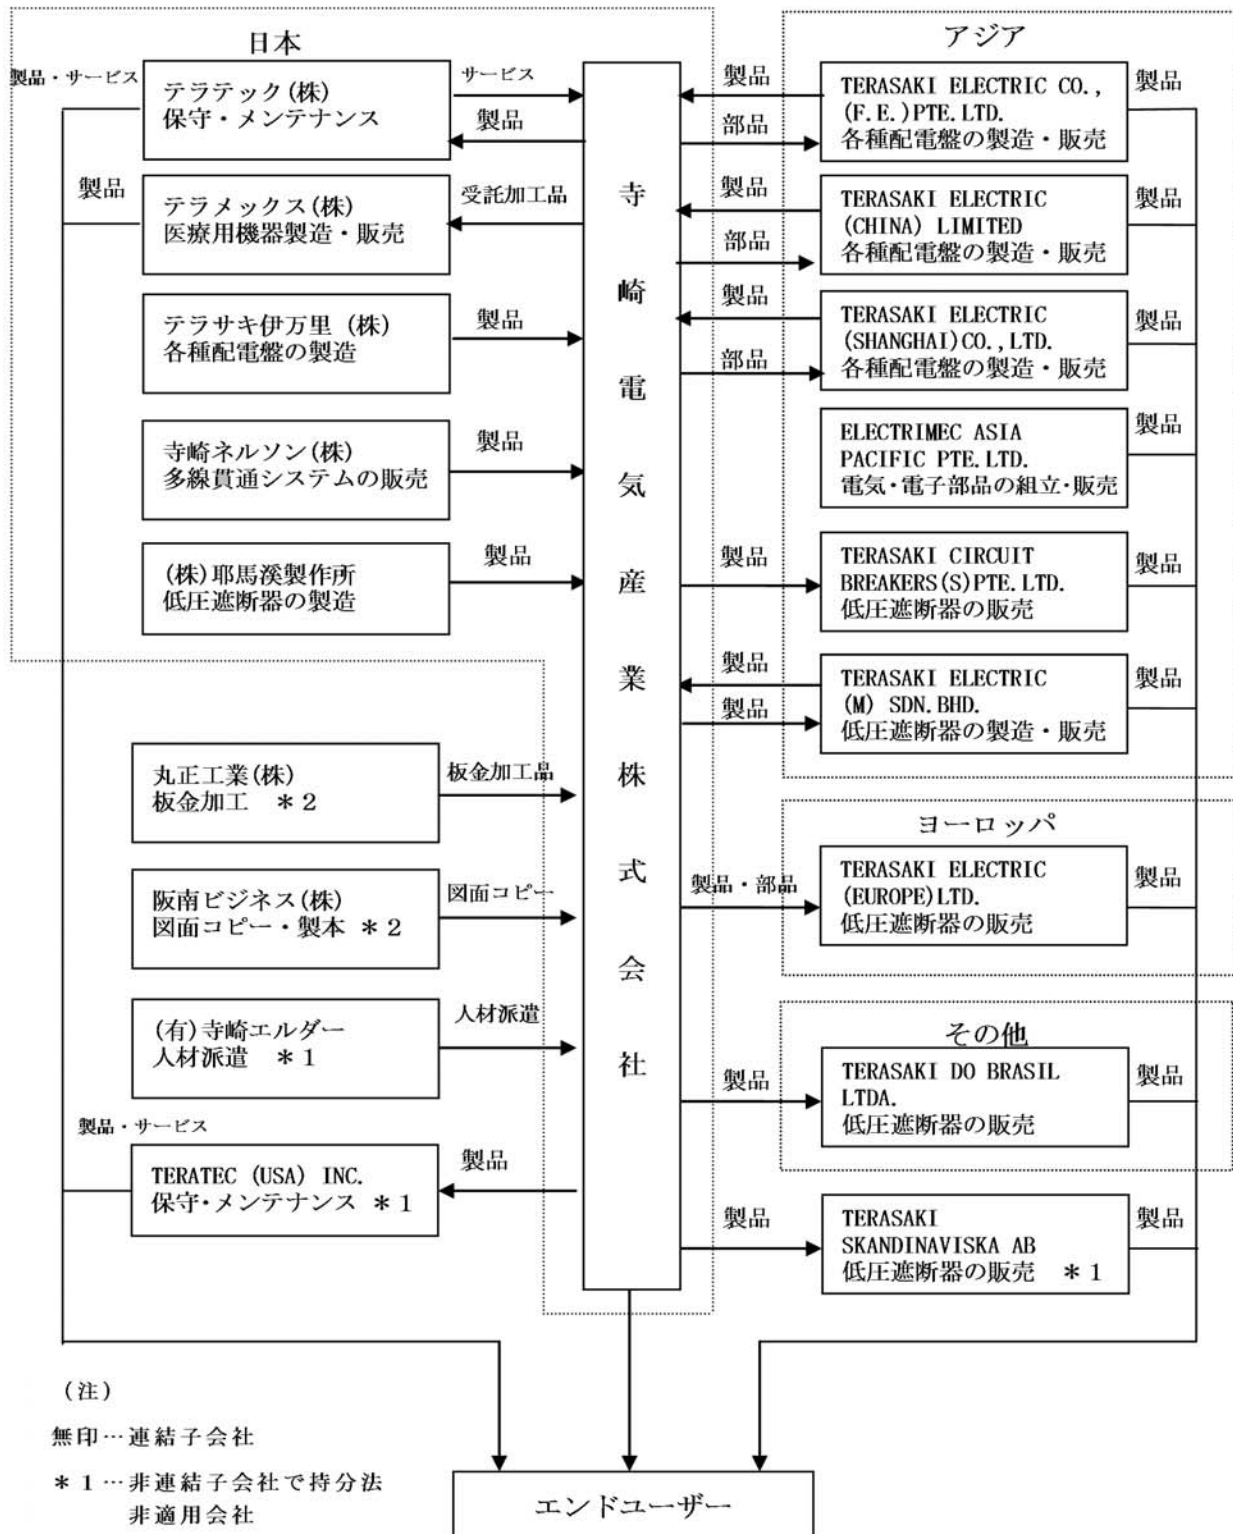 日本
製品・サービス
テラテック(株)
保守・メンテナンス
サービス
製品
製品
テラメックス(株)
医療用機器製造・販売
受託加工品
テラサキ伊万里 (株)
各種配電盤の製造
製品
寺崎ネルソン(株)
多線貫通システムの販売
製品
(株)耶馬溪製作所
低圧遮断器の製造
製品
丸正工業(株)
板金加工 *2
板金加工品
阪南ビジネス(株)
図面コピー・製本 *2
図面コピー
(有)寺崎エルダー
人材派遣 *1
人材派遣
製品・サービス
TERATEC (USA) INC.
保守・メンテナンス *1
製品
寺崎電気産業株式会社
アジア
製品
部品
TERASAKI ELECTRIC CO.,
(F.E.)PTE.LTD.
各種配電盤の製造・販売
製品
製品
部品
TERASAKI ELECTRIC
(CHINA) LIMITED
各種配電盤の製造・販売
製品
製品
部品
TERASAKI ELECTRIC
(SHANGHAI)CO.,LTD.
各種配電盤の製造・販売
製品
ELECTRIMEC ASIA
PACIFIC PTE.LTD.
電気・電子部品の組立・販売
製品
製品
TERASAKI CIRCUIT
BREAKERS(S)PTE.LTD.
低圧遮断器の販売
製品
製品
製品
TERASAKI ELECTRIC
(M) SDN.BHD.
低圧遮断器の製造・販売
製品
ヨーロッパ
製品・部品
TERASAKI ELECTRIC
(EUROPE)LTD.
低圧遮断器の販売
製品
その他
製品
TERASAKI DO BRASIL
LTDA.
低圧遮断器の販売
製品
製品
TERASAKI
SKANDINAVISKA AB
低圧遮断器の販売 *1
製品
(注)
無印…連結子会社
*1…非連結子会社で持分法
非適用会社
エンドユーザー